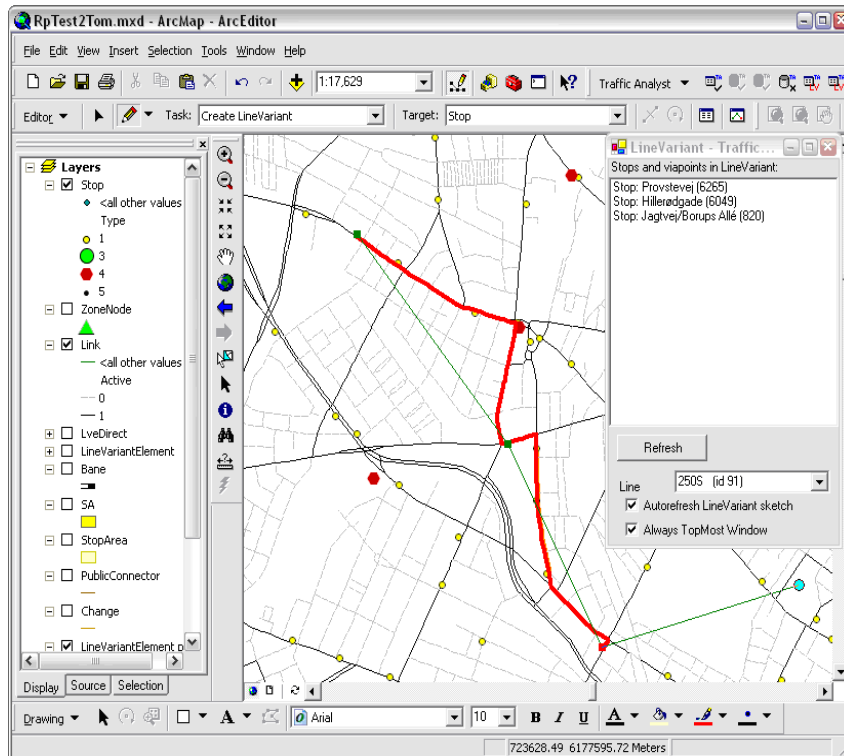 RpTest2Tom.mxd - ArcMap - ArcEditor
File Edit View Insert Selection Tools Window Help
1:17,629 Traffic Analyst
Editor Task: Create LineVariant Target: Stop
Layers
Stop
<all other values
Type
1
3
4
5
ZoneNode
Link
<all other values
Active
0
1
LveDirect
LineVariantElement
Bane
SA
StopArea
PublicConnector
Change
LineVariantElement p
Display Source Selection
LineVariant - Traffic...
Stops and viapoints in LineVariant:
Stop: Provstevej (6265)
Stop: Hillerødgade (6049)
Stop: Jagtvej/Borups Allé (820)
Refresh
Line 250S (id 91)
Autorefresh LineVariant sketch
Always TopMost Window
Drawing A Arial 10 B I U A
723628.49 6177595.72 Meters